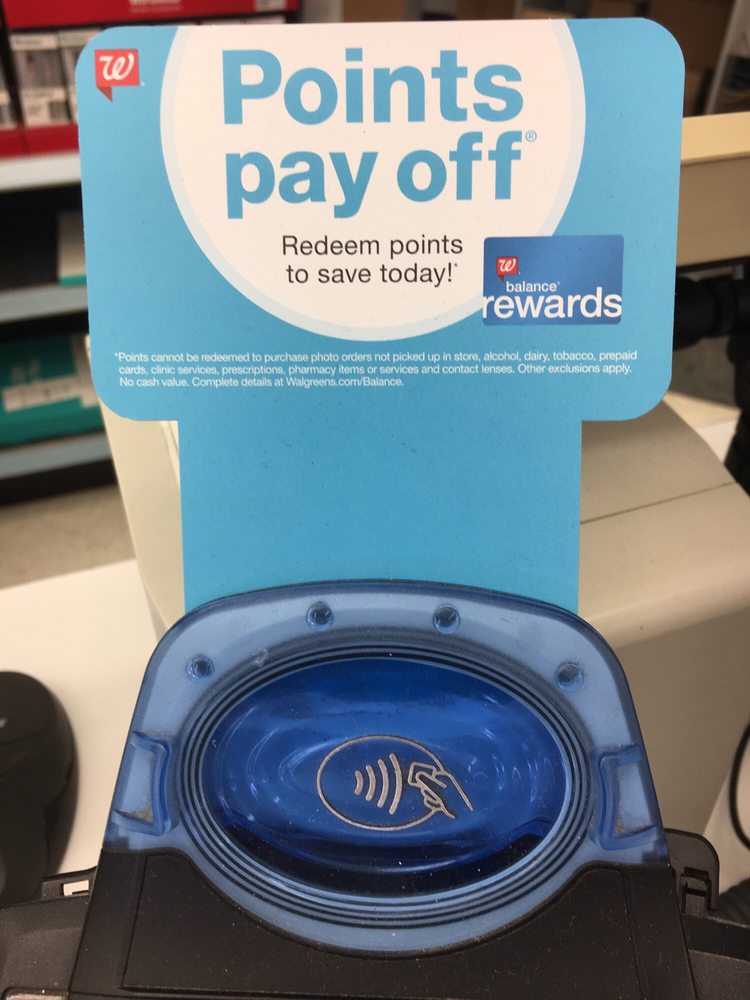 W
Points
pay off®
Redeem points
to save today!*
W
balance®
rewards
*Points cannot be redeemed to purchase photo orders not picked up in store, alcohol, dairy, tobacco, prepaid
cards, clinic services, prescriptions, pharmacy items or services and contact lenses. Other exclusions apply.
No cash value. Complete details at Walgreens.com/Balance.